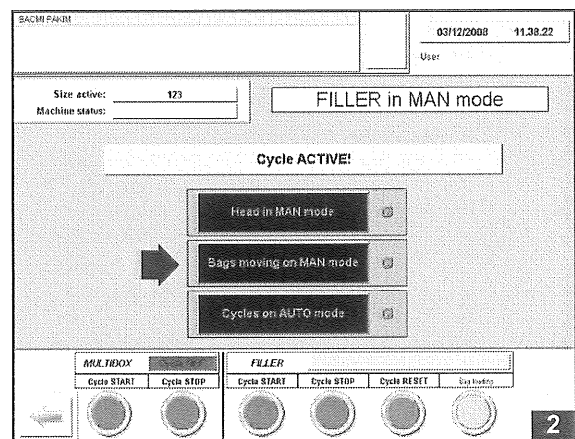 SACMI PAKIM
03/12/2008 11.38.22
User
Size active: 123
Machine status:
FILLER in MAN mode
Cycle ACTIVE!
Head in MAN mode
Bags moving on MAN mode
Cycles on AUTO mode
MULTIBOX
FILLER
Cycle START Cycle STOP Cycle START Cycle STOP Cycle RESET Bag loading
2